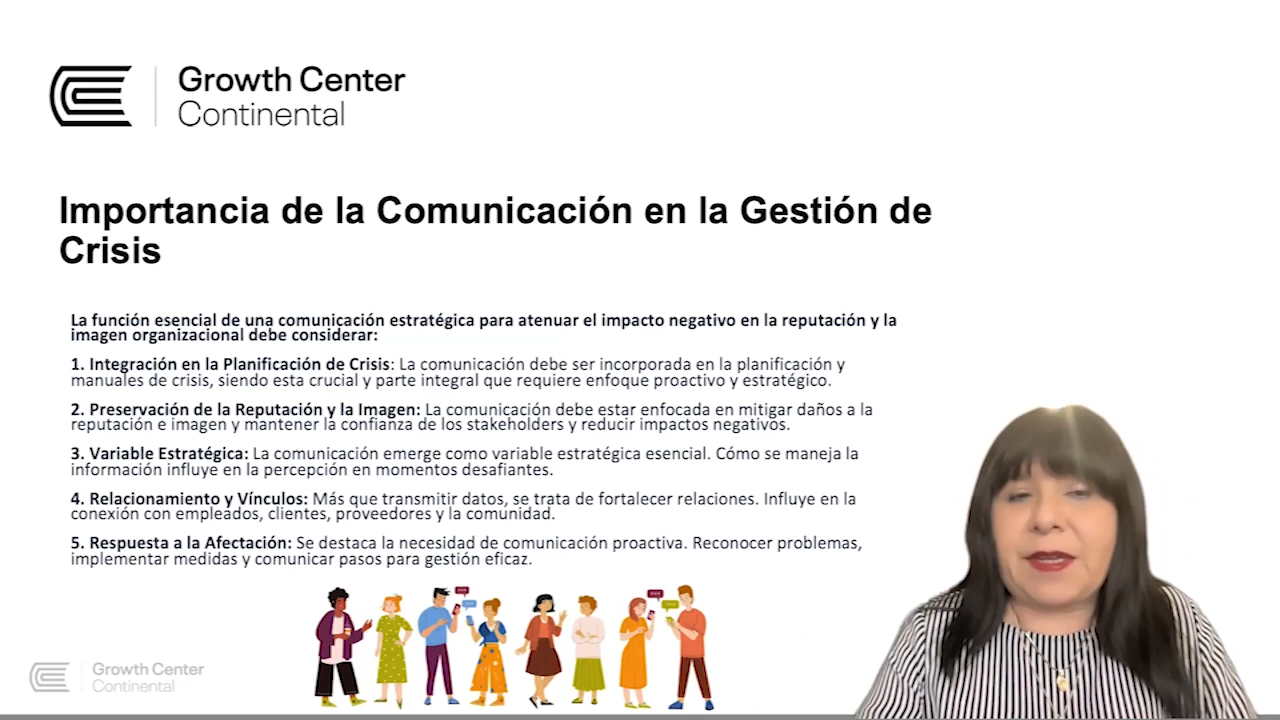 Growth Center
Continental
Importancia de la Comunicación en la Gestión de
Crisis
La función esencial de una comunicación estratégica para atenuar el impacto negativo en la reputación y la
imagen organizacional debe considerar:
1. Integración en la Planificación de Crisis: La comunicación debe ser incorporada en la planificación y
manuales de crisis, siendo esta crucial y parte integral que requiere enfoque proactivo y estratégico.
2. Preservación de la Reputación y la Imagen: La comunicación debe estar enfocada en mitigar daños a la
reputación e imagen y mantener la confianza de los stakeholders y reducir impactos negativos.
3. Variable Estratégica: La comunicación emerge como variable estratégica esencial. Cómo se maneja la
información influye en la percepción en momentos desafiantes.
4. Relacionamiento y Vínculos: Más que transmitir datos, se trata de fortalecer relaciones. Influye en la
conexión con empleados, clientes, proveedores y la comunidad.
5. Respuesta a la Afectación: Se destaca la necesidad de comunicación proactiva. Reconocer problemas,
implementar medidas y comunicar pasos para gestión eficaz.
Growth Center
Continental